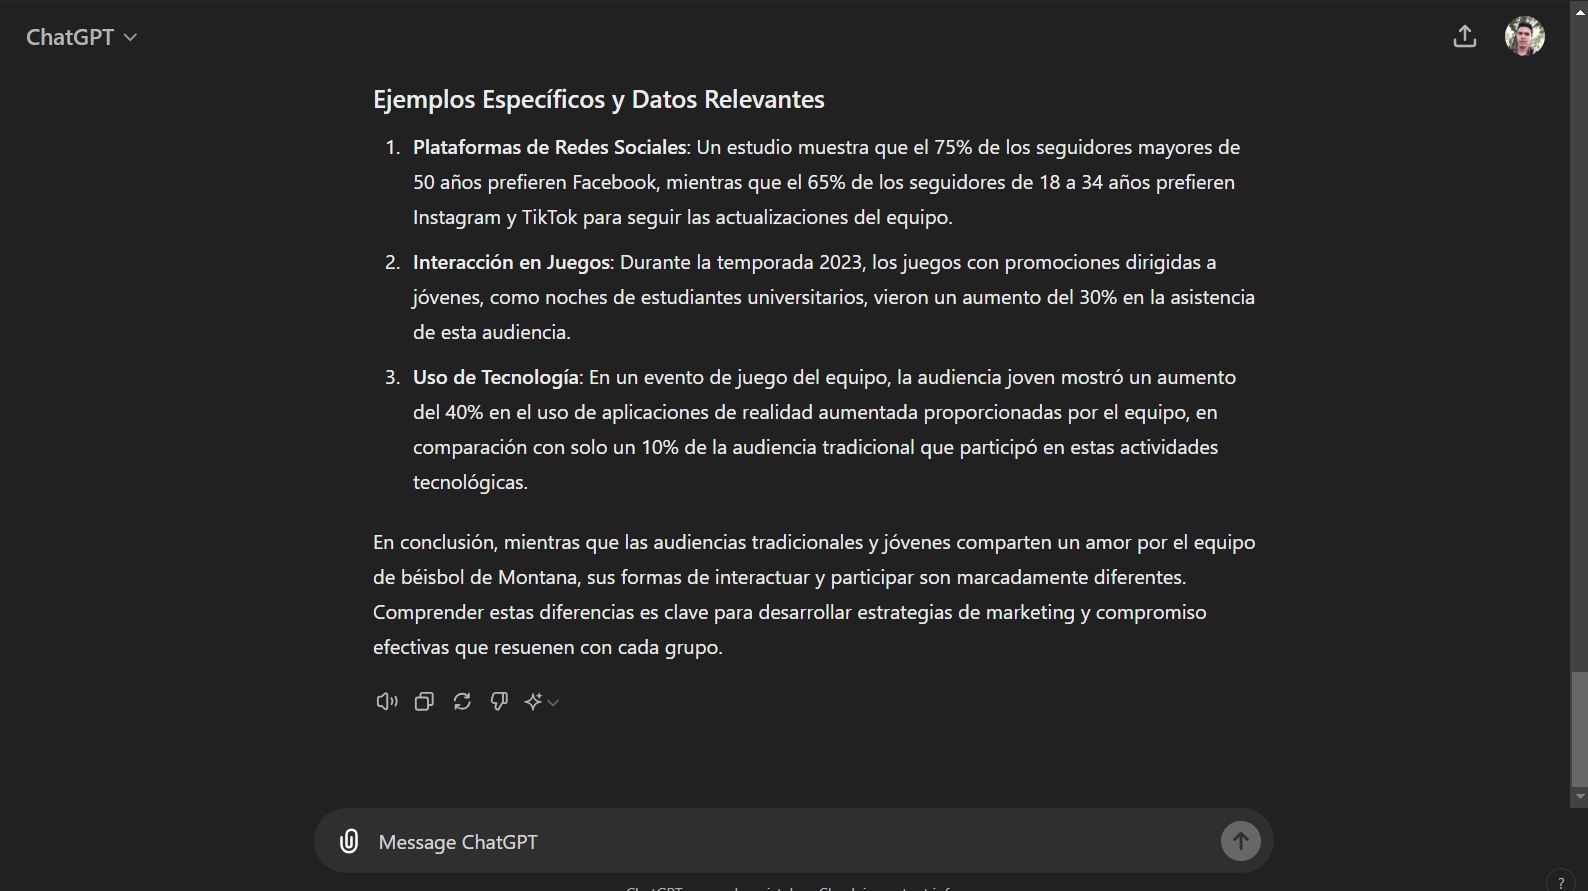 ChatGPT
Ejemplos Específicos y Datos Relevantes
1. Plataformas de Redes Sociales: Un estudio muestra que el 75% de los seguidores mayores de
50 años prefieren Facebook, mientras que el 65% de los seguidores de 18 a 34 años prefieren
Instagram y TikTok para seguir las actualizaciones del equipo.
2. Interacción en Juegos: Durante la temporada 2023, los juegos con promociones dirigidas a
jóvenes, como noches de estudiantes universitarios, vieron un aumento del 30% en la asistencia
de esta audiencia.
3. Uso de Tecnología: En un evento de juego del equipo, la audiencia joven mostró un aumento
del 40% en el uso de aplicaciones de realidad aumentada proporcionadas por el equipo, en
comparación con solo un 10% de la audiencia tradicional que participó en estas actividades
tecnológicas.
En conclusión, mientras que las audiencias tradicionales y jóvenes comparten un amor por el equipo
de béisbol de Montana, sus formas de interactuar y participar son marcadamente diferentes.
Comprender estas diferencias es clave para desarrollar estrategias de marketing y compromiso
efectivas que resuenen con cada grupo.
Message ChatGPT
?